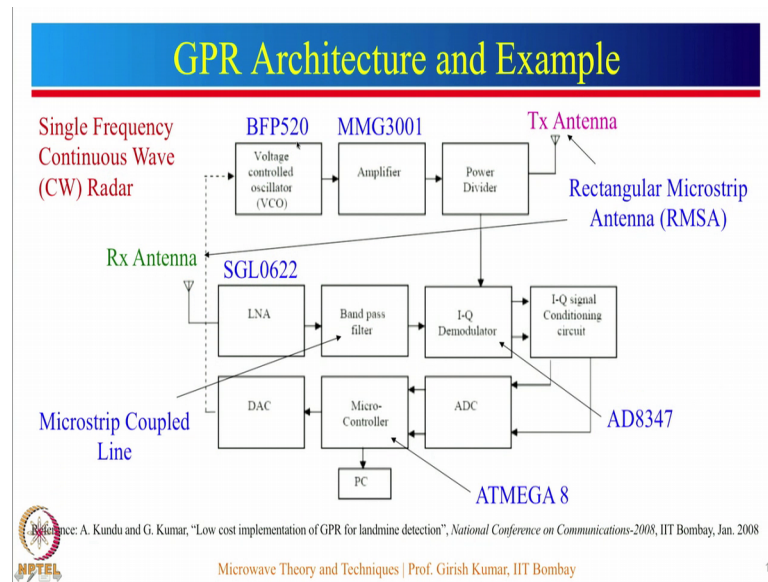 GPR Architecture and Example
Single Frequency
Continuous Wave
(CW) Radar
BFP520
MMG3001
Tx Antenna
Voltage
controlled
oscillator
(VCO)
Amplifier
Power
Divider
Rectangular Microstrip
Antenna (RMSA)
Rx Antenna
SGL0622
LNA
Band pass
filter
I-Q
Demodulator
I-Q signal
Conditioning
circuit
DAC
Micro-
Controller
ADC
AD8347
Microstrip Coupled
Line
PC
ATMEGA 8
Reference: A. Kundu and G. Kumar, “Low cost implementation of GPR for landmine detection”, National Conference on Communications-2008, IIT Bombay, Jan. 2008
NPTEL
Microwave Theory and Techniques | Prof. Girish Kumar, IIT Bombay